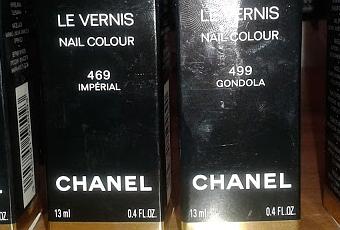 LE VERNIS
NAIL COLOUR
469
IMPÉRIAL
CHANEL
13 ml 0.4 FL.OZ.
LE VERNIS
NAIL COLOUR
499
GONDOLA
CHANEL
13 ml 0.4 FL.OZ.